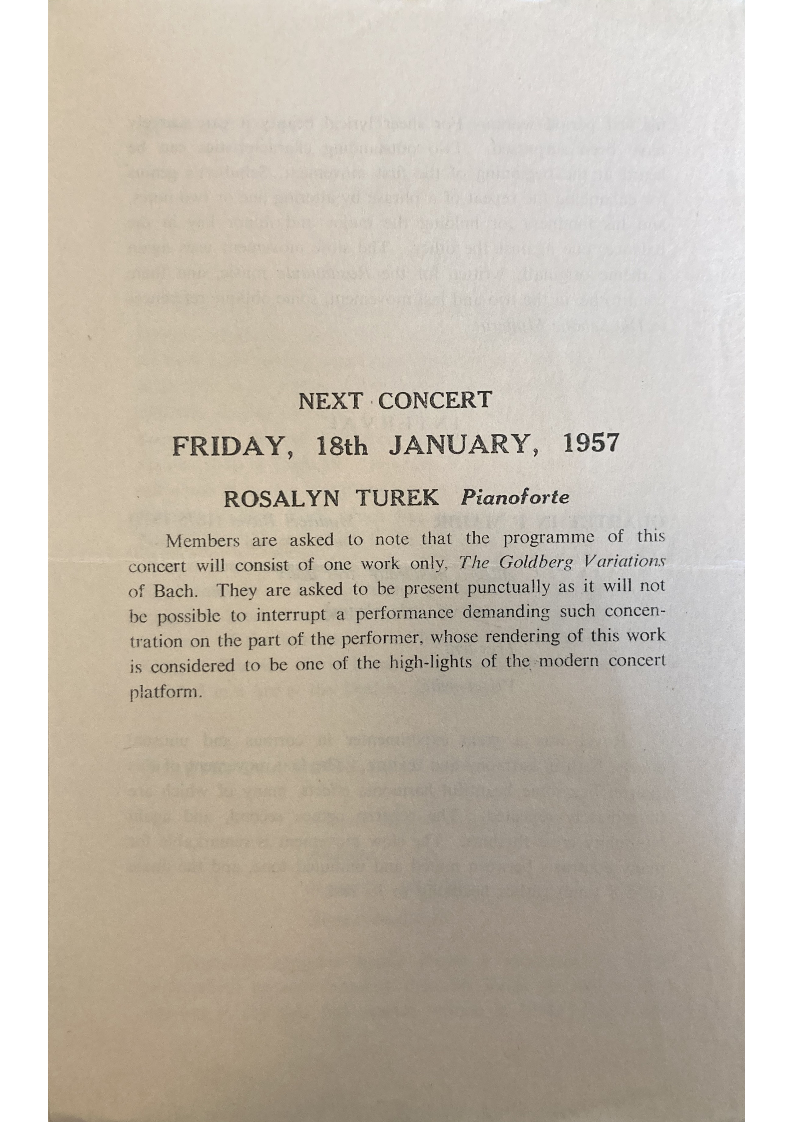 NEXT CONCERT
FRIDAY, 18th JANUARY, 1957
ROSALYN TUREK Pianoforte
Members are asked to note that the programme of this
concert will consist of one work only, The Goldberg Variations
of Bach. They are asked to be present punctually as it will not
be possible to interrupt a performance demanding such concen-
tration on the part of the performer, whose rendering of this work
is considered to be one of the high-lights of the modern concert
platform.